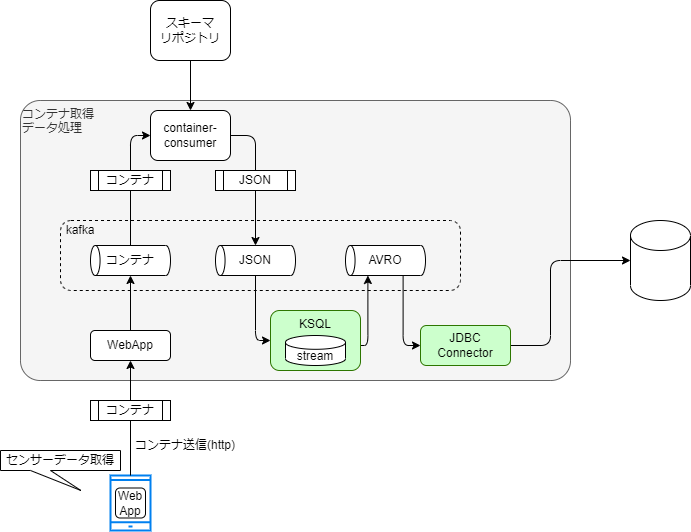 スキーマ
リポジトリ
コンテナ取得
データ処理
container-
consumer
コンテナ
JSON
kafka
コンテナ
JSON
AVRO
KSQL
stream
WebApp
JDBC
Connector
コンテナ
コンテナ送信(http)
センサーデータ取得
Web
App